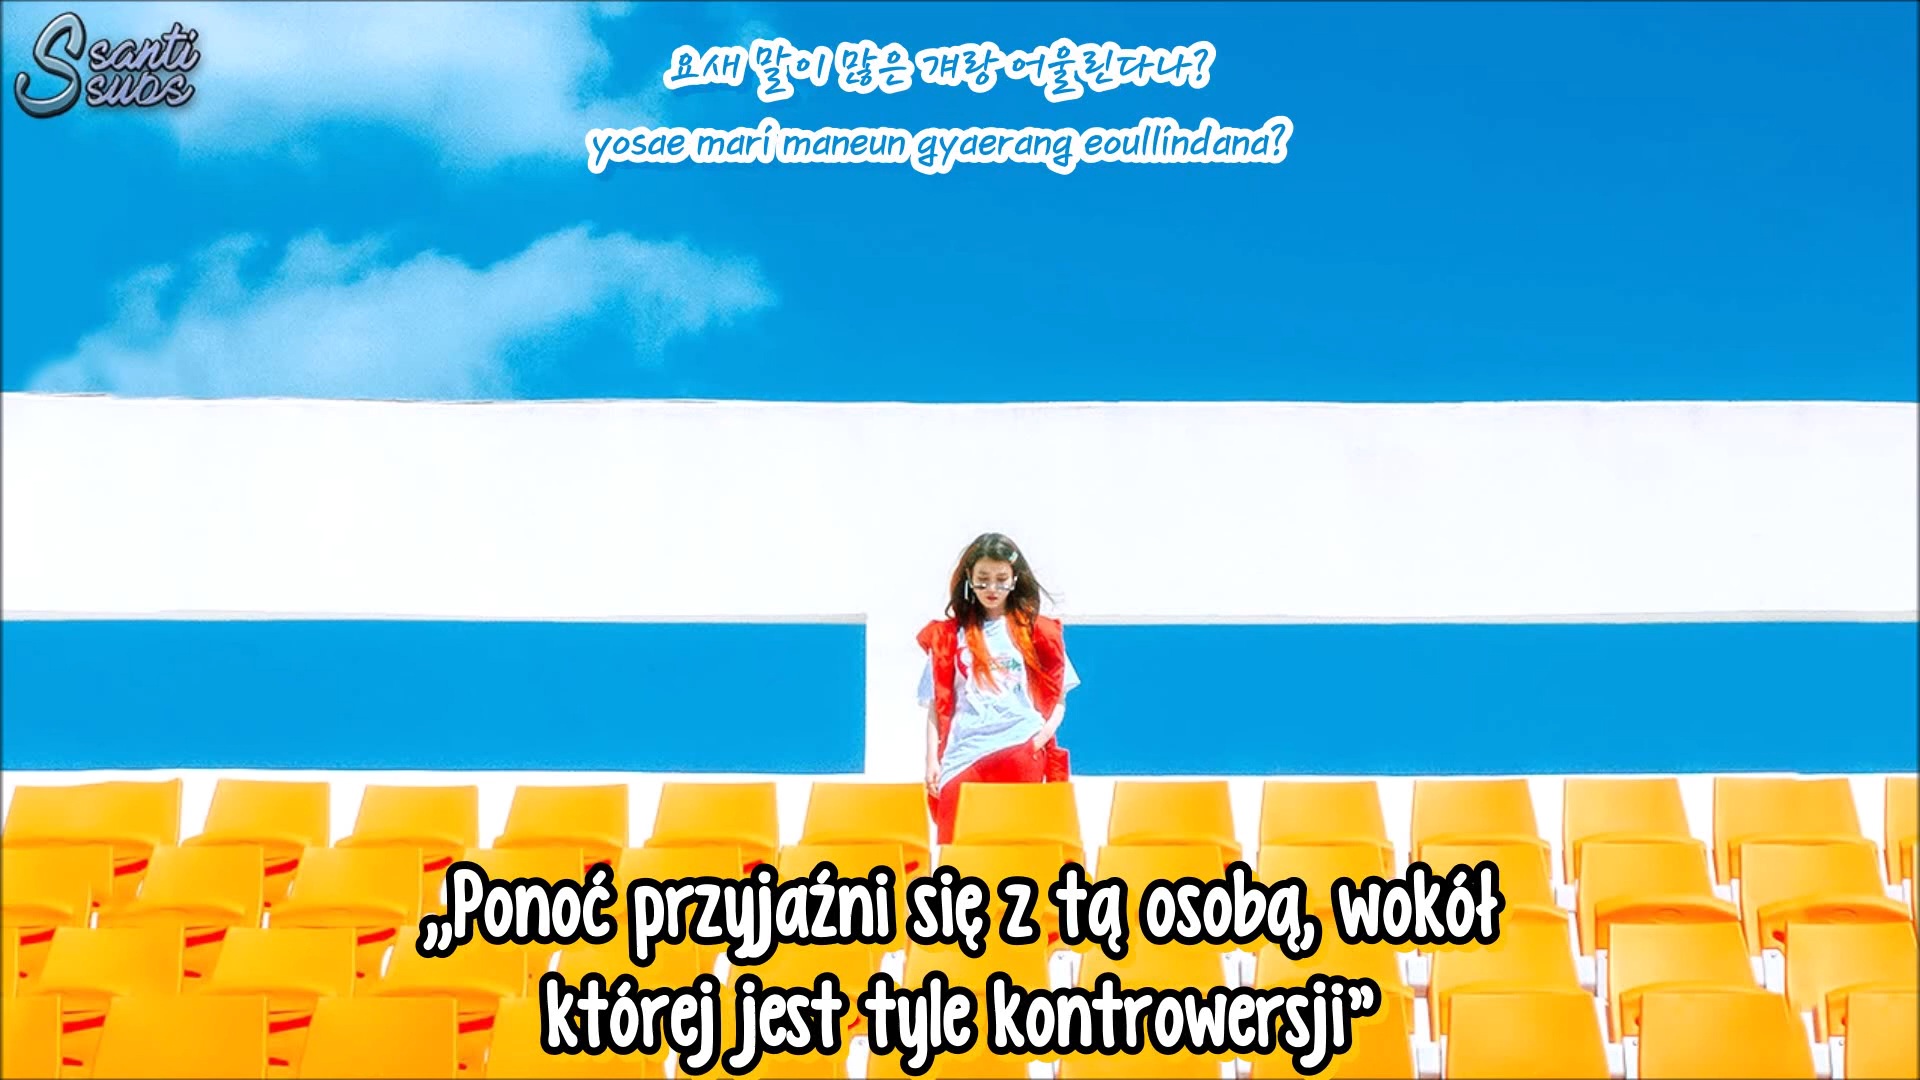 Ssanti
subs
요새 말이 많은 걔랑 어울린다나?
yosae mari maneun gyaerang eoullindana?
„Ponoć przyjaźni się z tą osobą, wokół
której jest tyle kontrowersji”